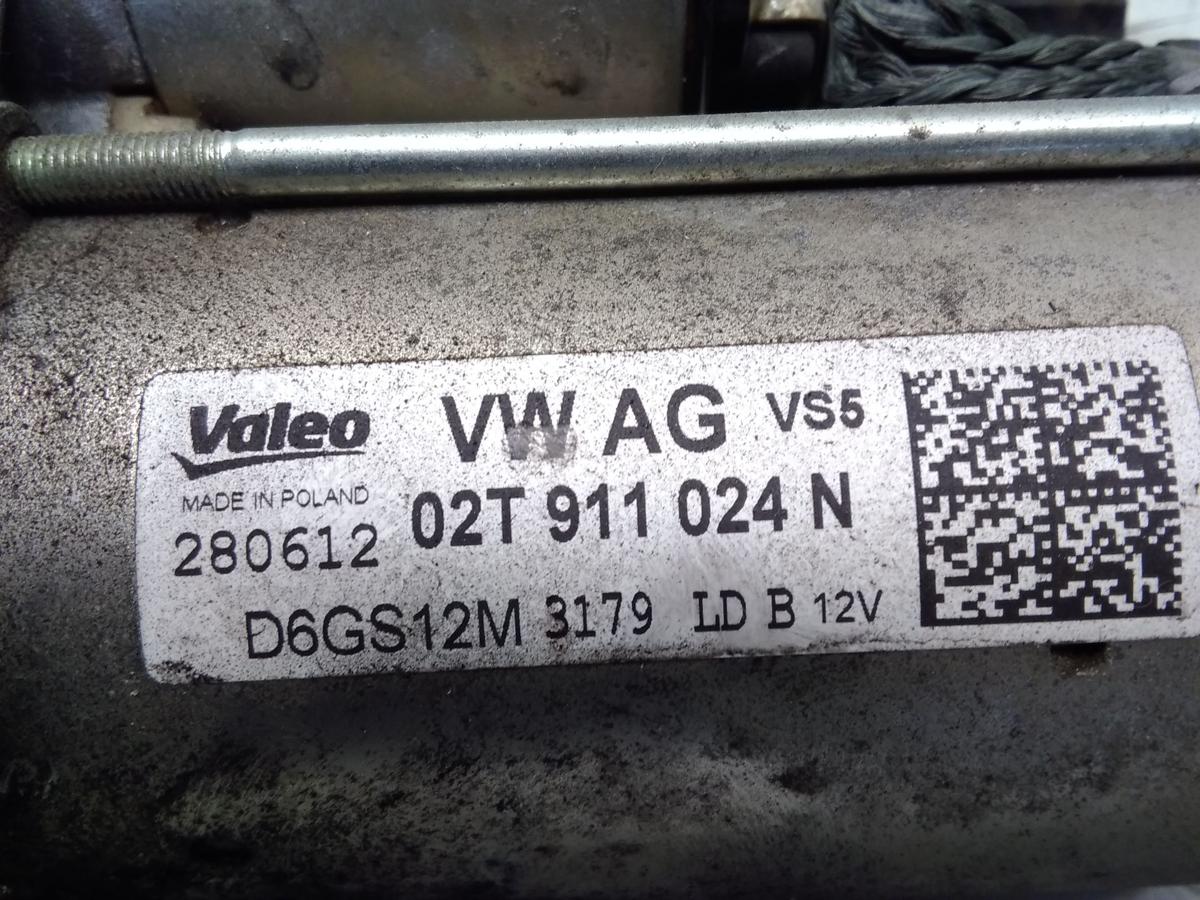 Valeo VW AG VS5
MADE IN POLAND
280612 02T 911 024 N
D6GS12M 3179 LD B 12V